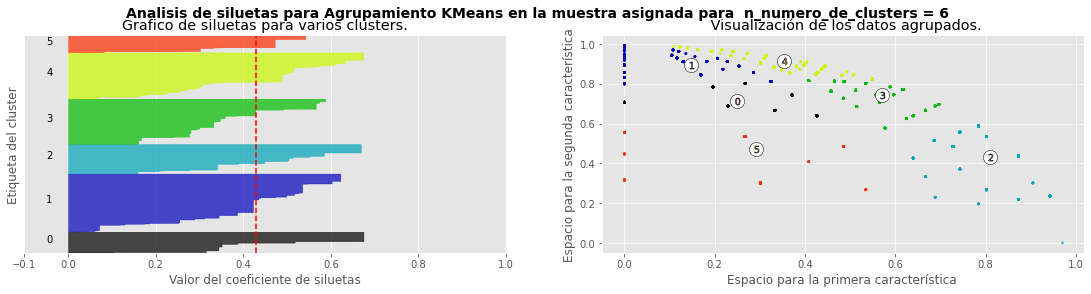 Analisis de siluetas para Agrupamiento KMeans en la muestra asignada para  n_numero_de_clusters = 6
Gráfico de siluetas para varios clusters.
Etiqueta del cluster
5
4
3
2
1
0
−0.1 0.0 0.2 0.4 0.6 0.8 1.0
Valor del coeficiente de siluetas
Visualización de los datos agrupados.
Espacio para la segunda característica
1.0
0.8
0.6
0.4
0.2
0.0
1
4
0
3
5
2
0.0 0.2 0.4 0.6 0.8 1.0
Espacio para la primera característica